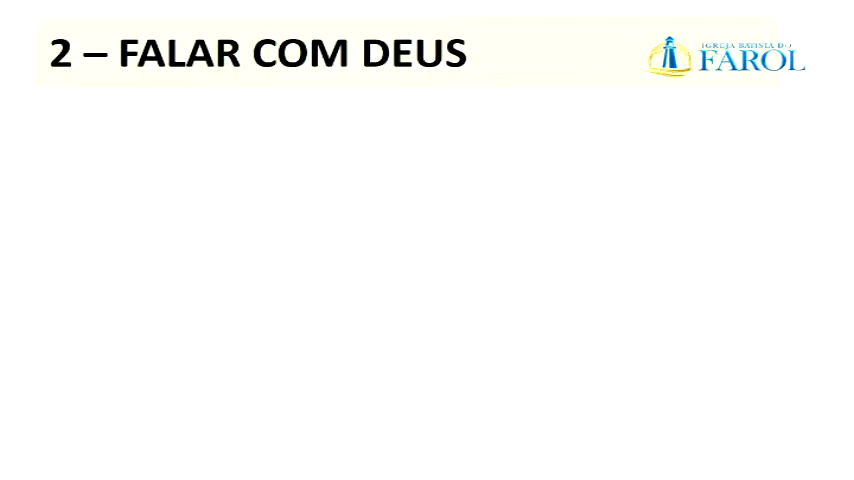 2 – FALAR COM DEUS
IGREJA BATISTA DO
FAROL